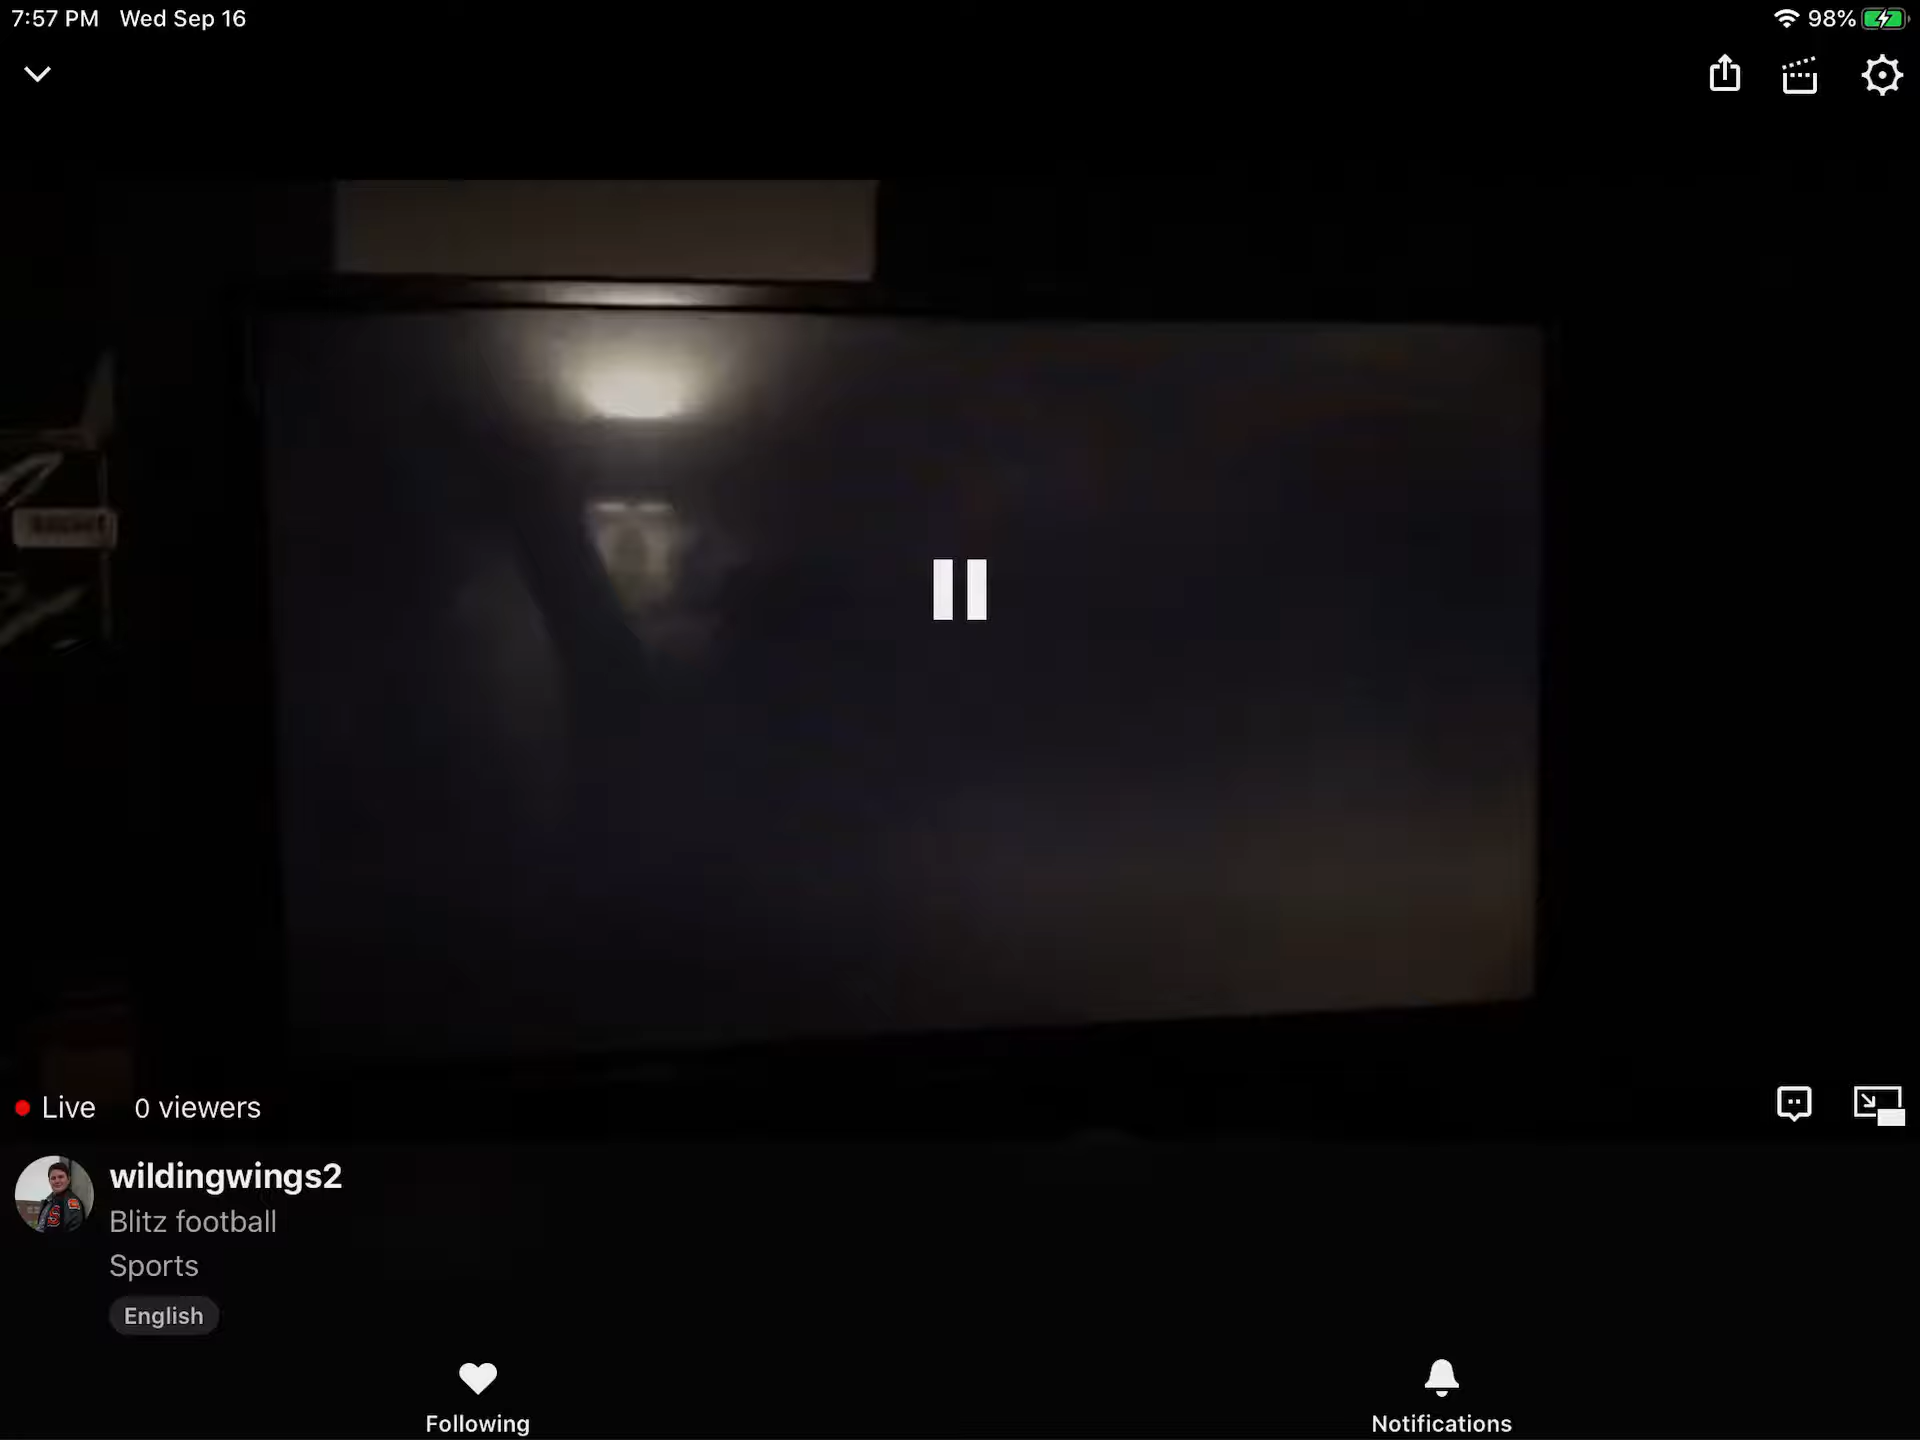 7:57 PM Wed Sep 16
98%
Live 0 viewers
wildingwings2
Blitz football
Sports
English
Following
Notifications